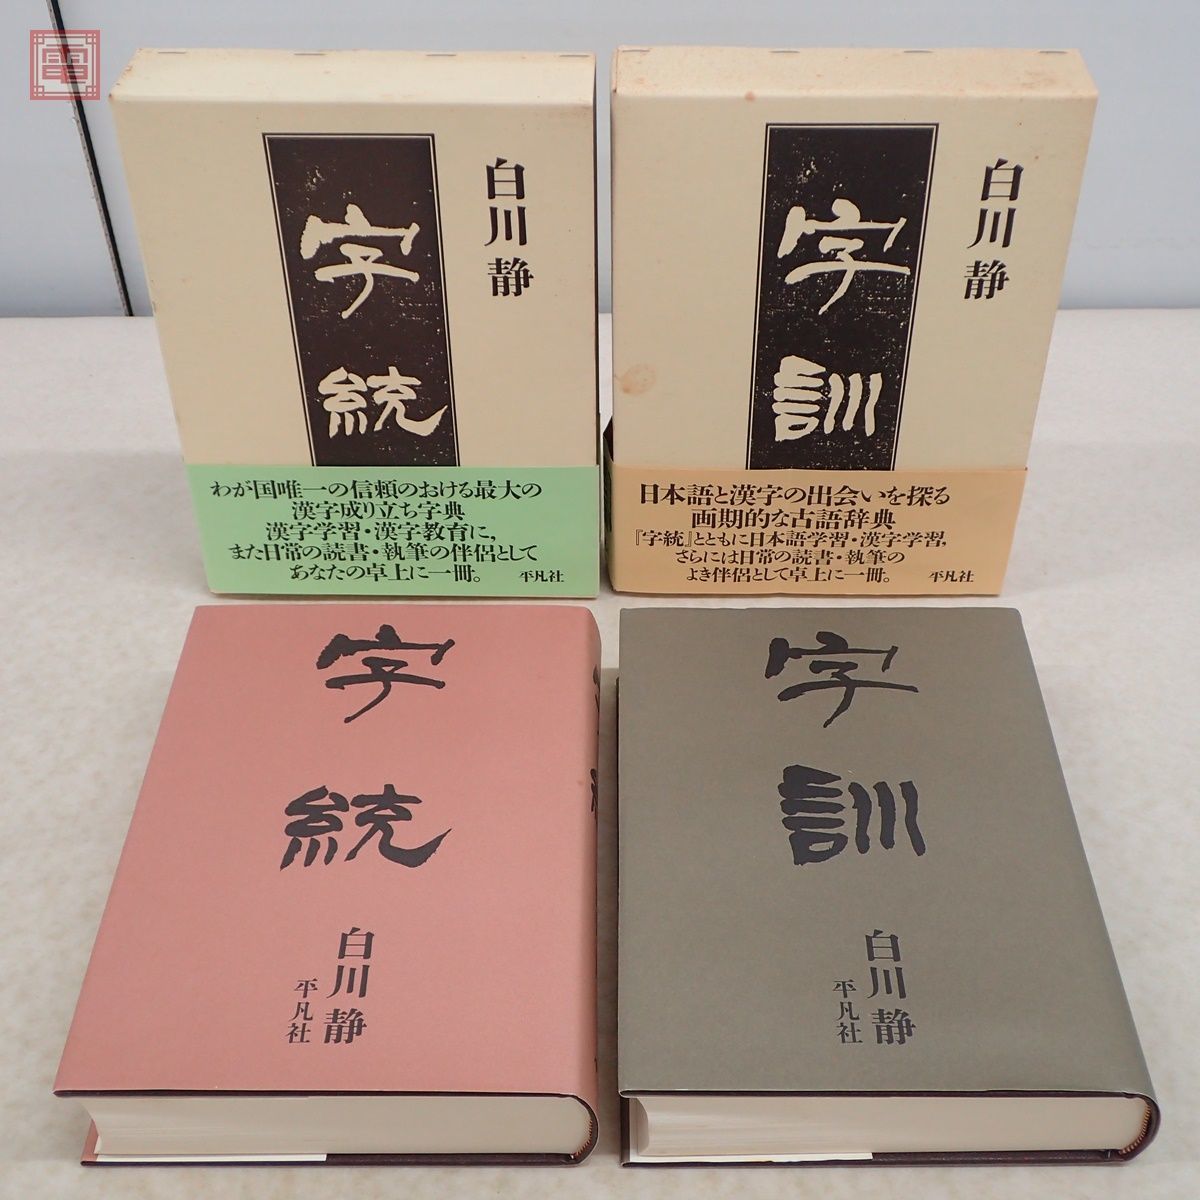 電
白川静
字統
わが国唯一の信頼のおける最大の
漢字成り立ち字典
漢字学習・漢字教育に,
また日常の読書・執筆の伴侶として
あなたの卓上に一冊。
平凡社
白川静
字訓
日本語と漢字の出会いを探る
画期的な古語辞典
『字統』とともに日本語学習・漢字学習,
さらには日常の読書・執筆の
よき伴侶として卓上に一冊。
平凡社
字統
白川静
平凡社
字訓
白川静
平凡社